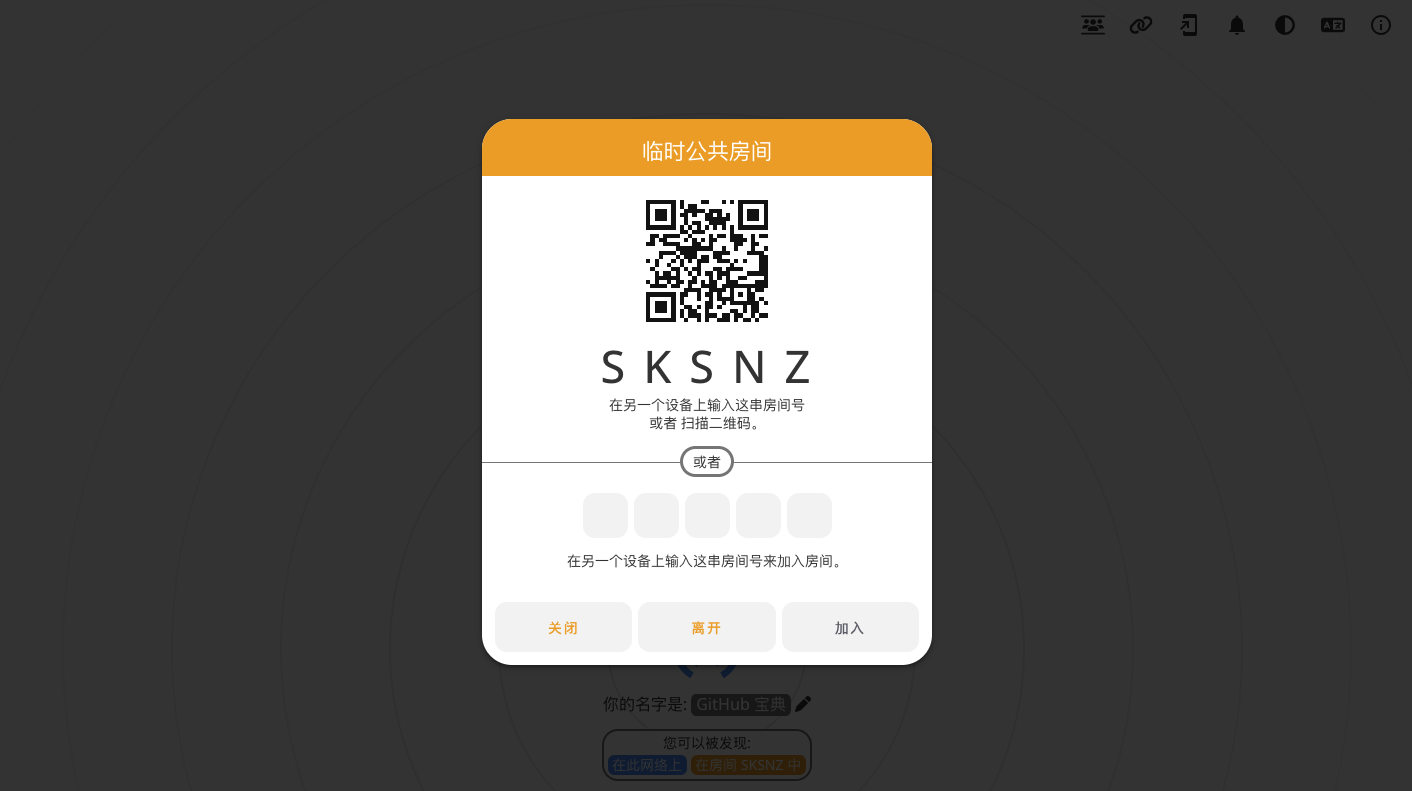 临时公共房间
S K S N Z
在另一个设备上输入这串房间号
或者 扫描二维码。
或者
在另一个设备上输入这串房间号来加入房间。
关闭 离开 加入
你的名字是: GitHub 宝典
您可以被发现:
在此网络上 在房间 SKSNZ 中